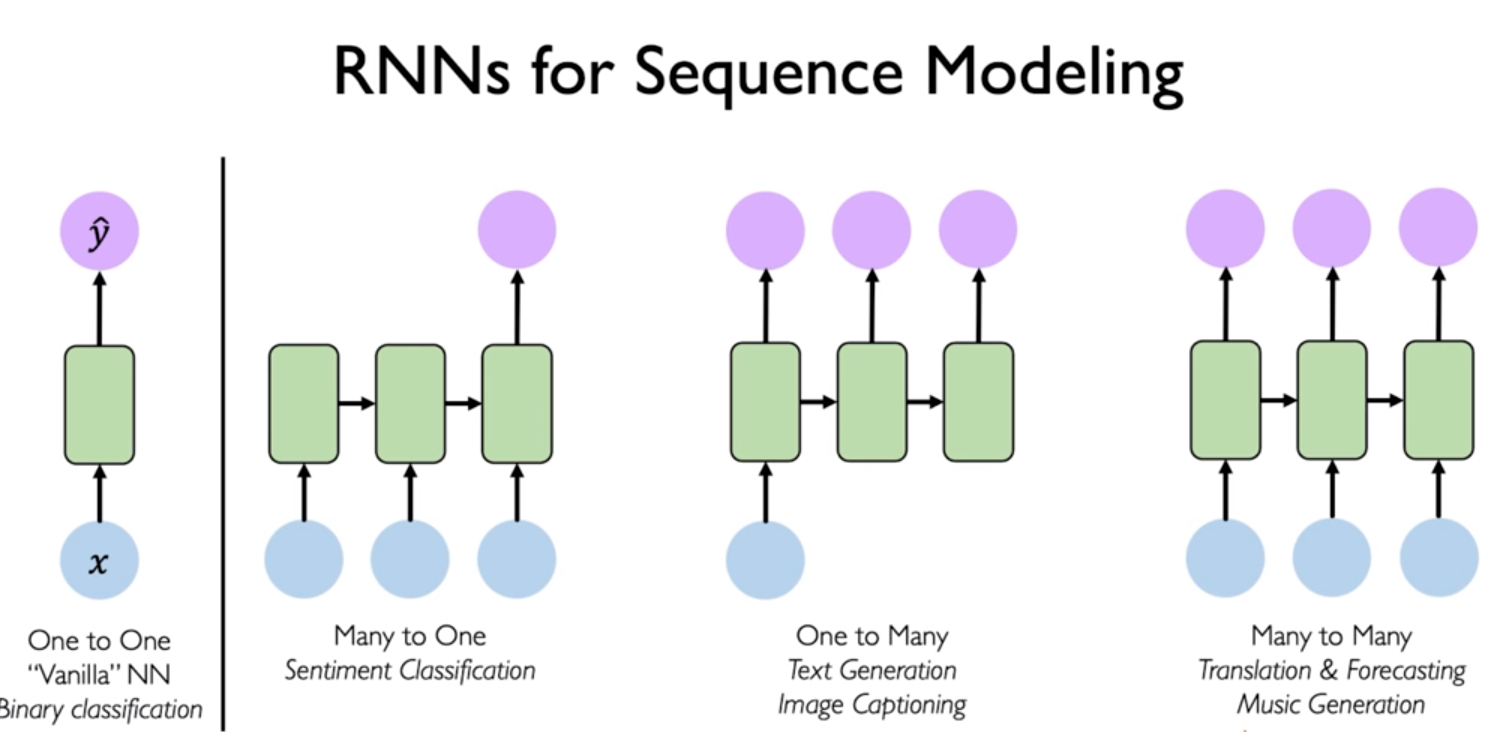 RNNs for Sequence Modeling
ŷ
x
One to One
“Vanilla” NN
Binary classification
Many to One
Sentiment Classification
One to Many
Text Generation
Image Captioning
Many to Many
Translation & Forecasting
Music Generation